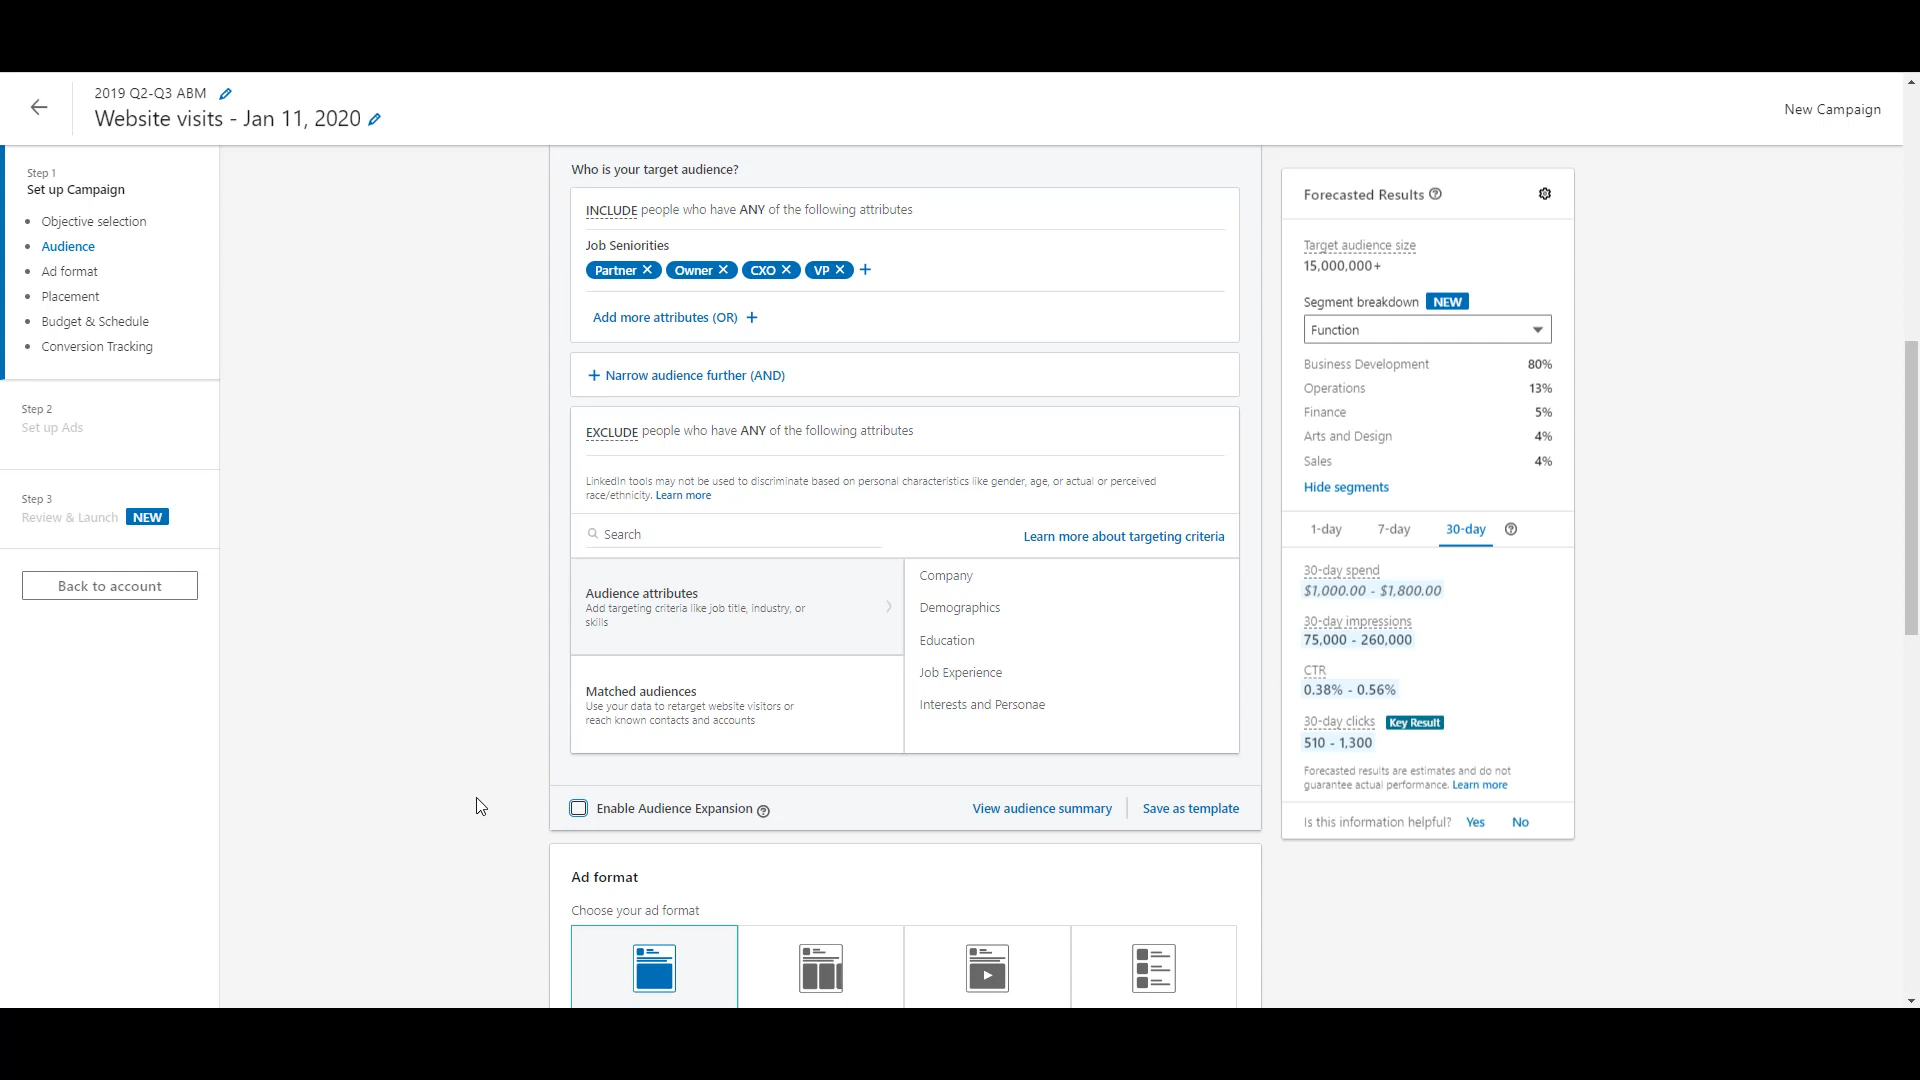 2019 Q2-Q3 ABM
Website visits - Jan 11, 2020
New Campaign
Step 1
Set up Campaign
Objective selection
Audience
Ad format
Placement
Budget & Schedule
Conversion Tracking
Step 2
Set up Ads
Step 3
Review & Launch NEW
Back to account
Who is your target audience?
INCLUDE people who have ANY of the following attributes
Job Seniorities
Partner Owner CXO VP
Add more attributes (OR)
Narrow audience further (AND)
EXCLUDE people who have ANY of the following attributes
LinkedIn tools may not be used to discriminate based on personal characteristics like gender, age, or actual or perceived
race/ethnicity. Learn more
Search
Learn more about targeting criteria
Audience attributes
Add targeting criteria like job title, industry, or
skills
Matched audiences
Use your data to retarget website visitors or
reach known contacts and accounts
Company
Demographics
Education
Job Experience
Interests and Personae
Enable Audience Expansion
View audience summary
Save as template
Ad format
Choose your ad format
Forecasted Results
Target audience size
15,000,000+
Segment breakdown NEW
Function
Business Development 80%
Operations 13%
Finance 5%
Arts and Design 4%
Sales 4%
Hide segments
1-day 7-day 30-day
30-day spend
$1,000.00 - $1,800.00
30-day impressions
75,000 - 260,000
CTR
0.38% - 0.56%
30-day clicks Key Result
510 - 1,300
Forecasted results are estimates and do not
guarantee actual performance. Learn more
Is this information helpful? Yes No